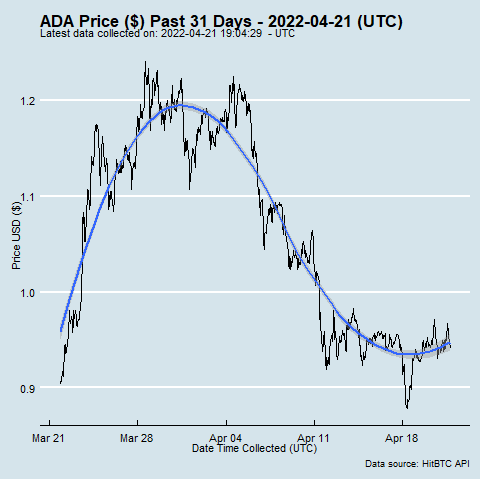 ADA Price ($) Past 31 Days - 2022-04-21 (UTC)
Latest data collected on: 2022-04-21 19:04:29 - UTC
1.2
1.1
1.0
0.9
Price USD ($)
Mar 21 Mar 28 Apr 04 Apr 11 Apr 18
Date Time Collected (UTC)
Data source: HitBTC API